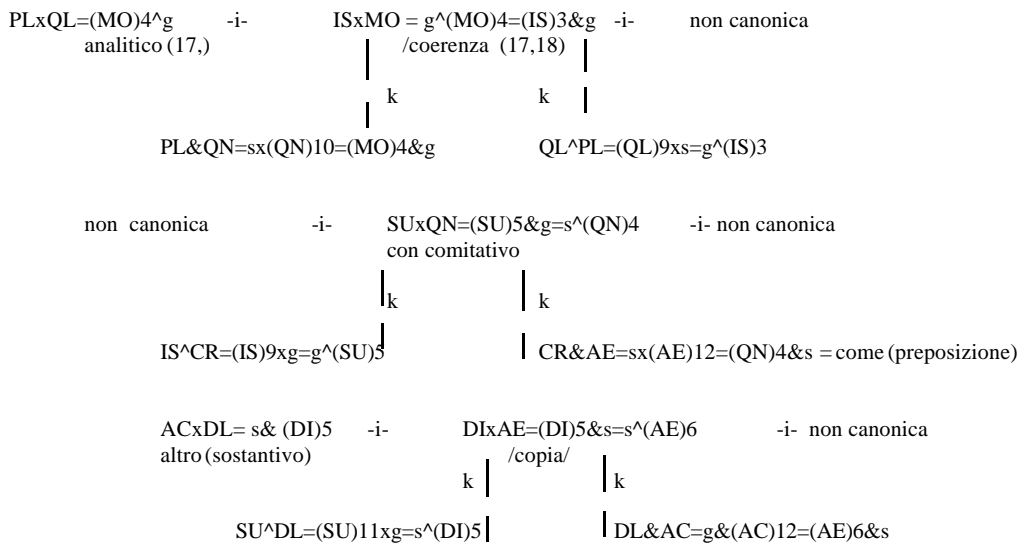 PLxQL=(MO)4^g -i- ISxMO = g^(MO)4=(IS)3&g -i- non canonica
analitico (17,) /coerenza (17,18)
k k
PL&QN=sx(QN)10=(MO)4&g QL^PL=(QL)9xs=g^(IS)3
non canonica -i- SUxQN=(SU)5&g=s^(QN)4 -i- non canonica
con comitativo
k k
IS^CR=(IS)9xg=g^(SU)5 CR&AE=sx(AE)12=(QN)4&s =come (preposizione)
ACxDL= s& (DI)5 -i- DIxAE=(DI)5&s=s^(AE)6 -i- non canonica
altro (sostantivo) /copia/
k k
SU^DL=(SU)11xg=s^(DI)5 DL&AC=g&(AC)12=(AE)6&s